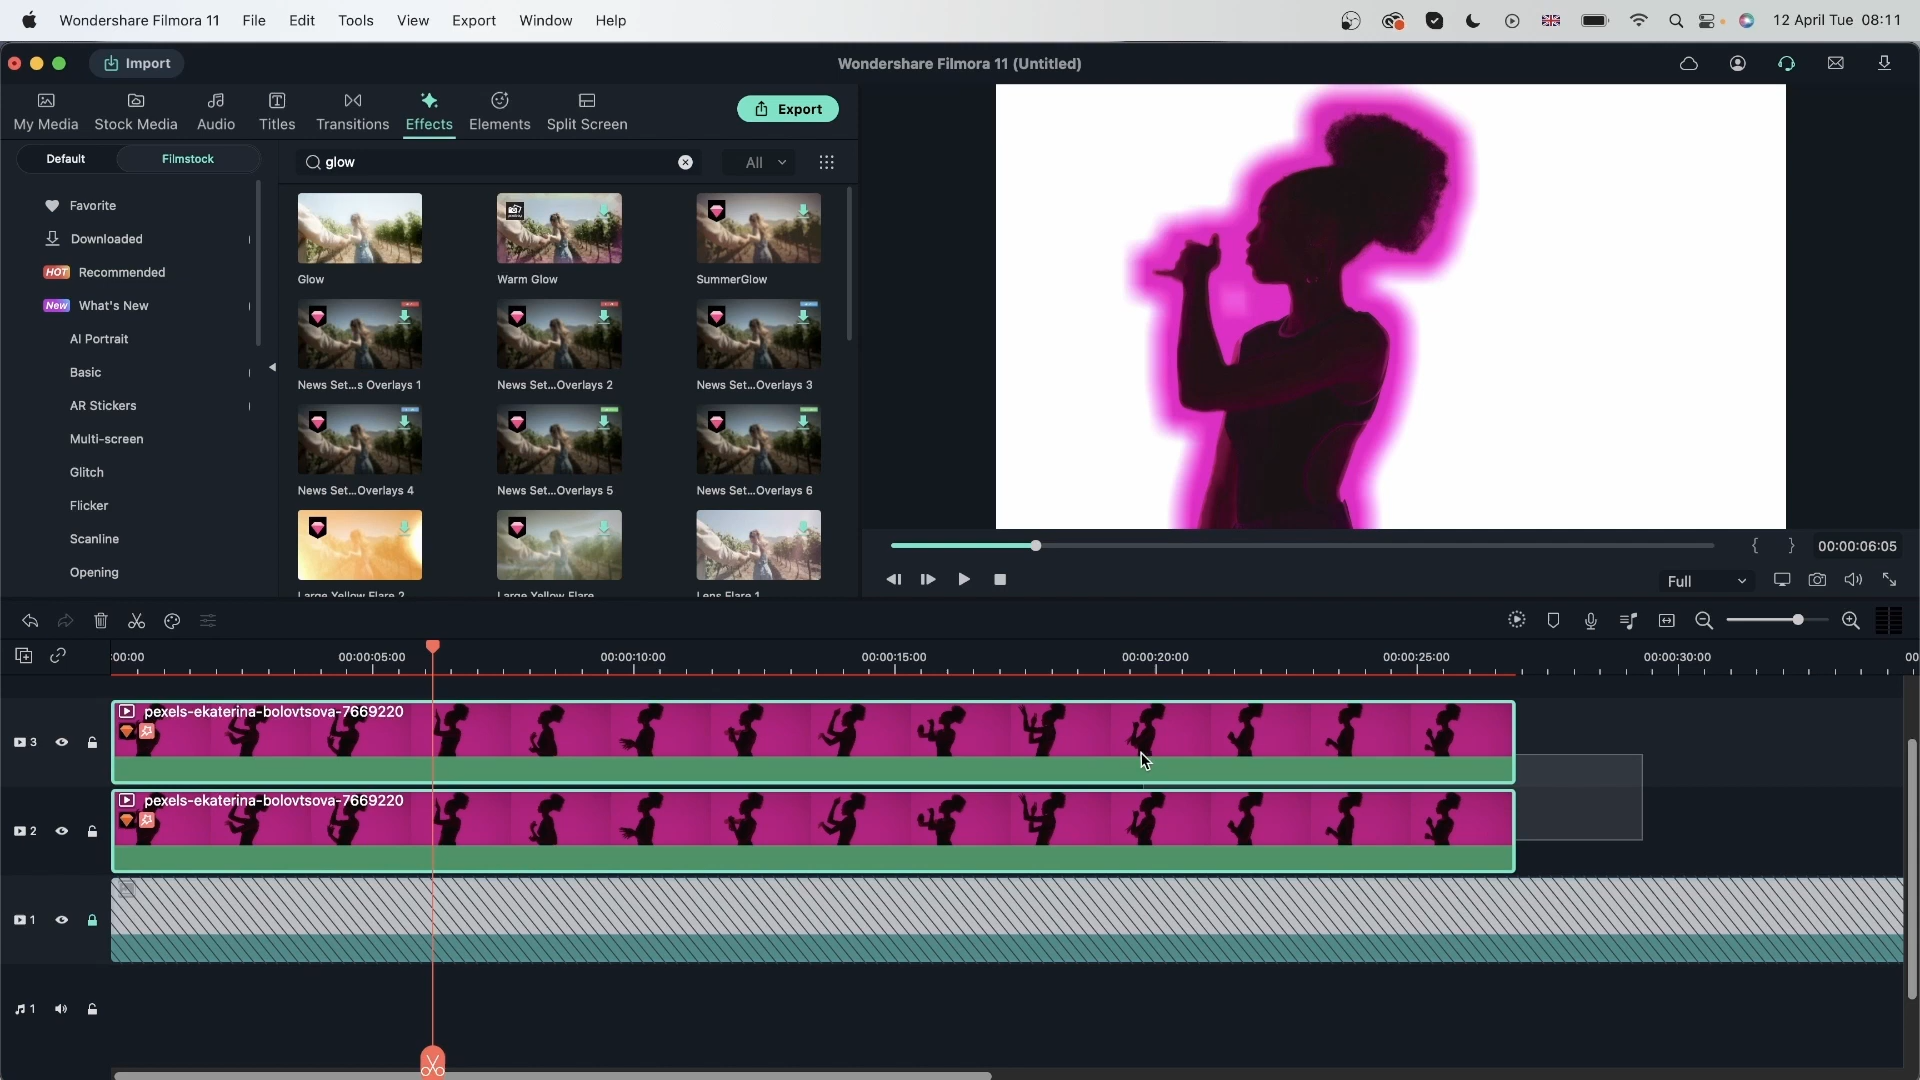 Wondershare Filmora 11 File Edit Tools View Export Window Help 12 April Tue 08:11
Import Wondershare Filmora 11 (Untitled)
My Media Stock Media Audio Titles Transitions Effects Elements Split Screen Export
Default Filmstock glow All
Favorite
Downloaded
HOT Recommended
New What's New
AI Portrait
Basic
AR Stickers
Multi-screen
Glitch
Flicker
Scanline
Opening
Glow Warm Glow SummerGlow
News Set...s Overlays 1 News Set...Overlays 2 News Set...Overlays 3
News Set...Overlays 4 News Set...Overlays 5 News Set...Overlays 6
Large Yellow Flare 2 Large Yellow Flare Lens Flare 1
{ } 00:00:06:05
Full
:00:00 00:00:05:00 00:00:10:00 00:00:15:00 00:00:20:00 00:00:25:00 00:00:30:00 00
3 pexels-ekaterina-bolovtsova-7669220
2 pexels-ekaterina-bolovtsova-7669220
1
1